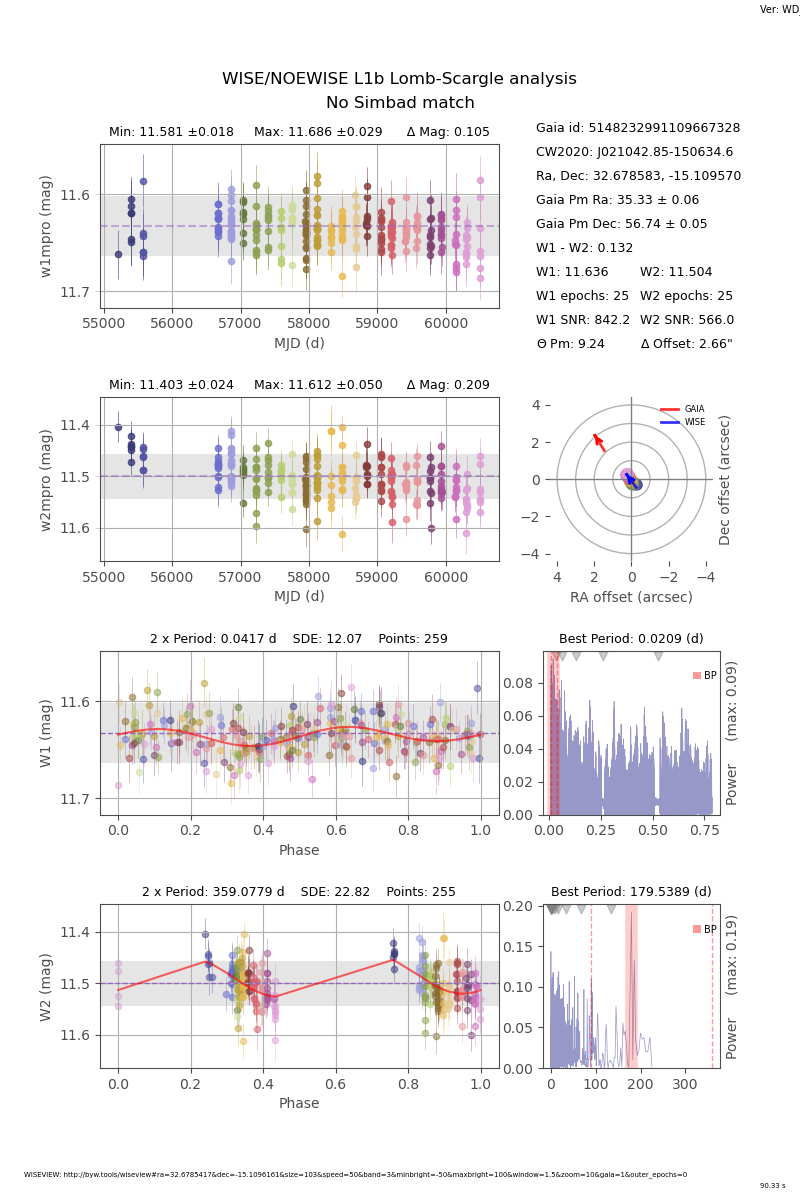 Ver: WD_
WISE/NOEWISE L1b Lomb-Scargle analysis
No Simbad match
Min: 11.581 ±0.018 Max: 11.686 ±0.029 Δ Mag: 0.105
w1mpro (mag)
11.6
11.7
55000 56000 57000 58000 59000 60000
MJD (d)
Gaia id: 5148232991109667328
CW2020: J021042.85-150634.6
Ra, Dec: 32.678583, -15.109570
Gaia Pm Ra: 35.33 ± 0.06
Gaia Pm Dec: 56.74 ± 0.05
W1 - W2: 0.132
W1: 11.636 W2: 11.504
W1 epochs: 25 W2 epochs: 25
W1 SNR: 842.2 W2 SNR: 566.0
Θ Pm: 9.24 Δ Offset: 2.66"
Min: 11.403 ±0.024 Max: 11.612 ±0.050 Δ Mag: 0.209
w2mpro (mag)
11.4
11.5
11.6
55000 56000 57000 58000 59000 60000
MJD (d)
GAIA
WISE
4
2
0
−2
−4
4 2 0 −2 −4
RA offset (arcsec)
Dec offset (arcsec)
2 x Period: 0.0417 d SDE: 12.07 Points: 259
W1 (mag)
11.6
11.7
0.0 0.2 0.4 0.6 0.8 1.0
Phase
Best Period: 0.0209 (d)
BP
0.08
0.06
0.04
0.02
0.00
0.00 0.25 0.50 0.75
Power (max: 0.09)
2 x Period: 359.0779 d SDE: 22.82 Points: 255
W2 (mag)
11.4
11.5
11.6
0.0 0.2 0.4 0.6 0.8 1.0
Phase
Best Period: 179.5389 (d)
BP
0.20
0.15
0.10
0.05
0.00
0 100 200 300
Power (max: 0.19)
WISEVIEW: http://byw.tools/wiseview#ra=32.6785417&dec=-15.1096161&size=103&speed=50&band=3&minbright=-50&maxbright=100&window=1.5&zoom=10&gaia=1&outer_epochs=0
90.33 s